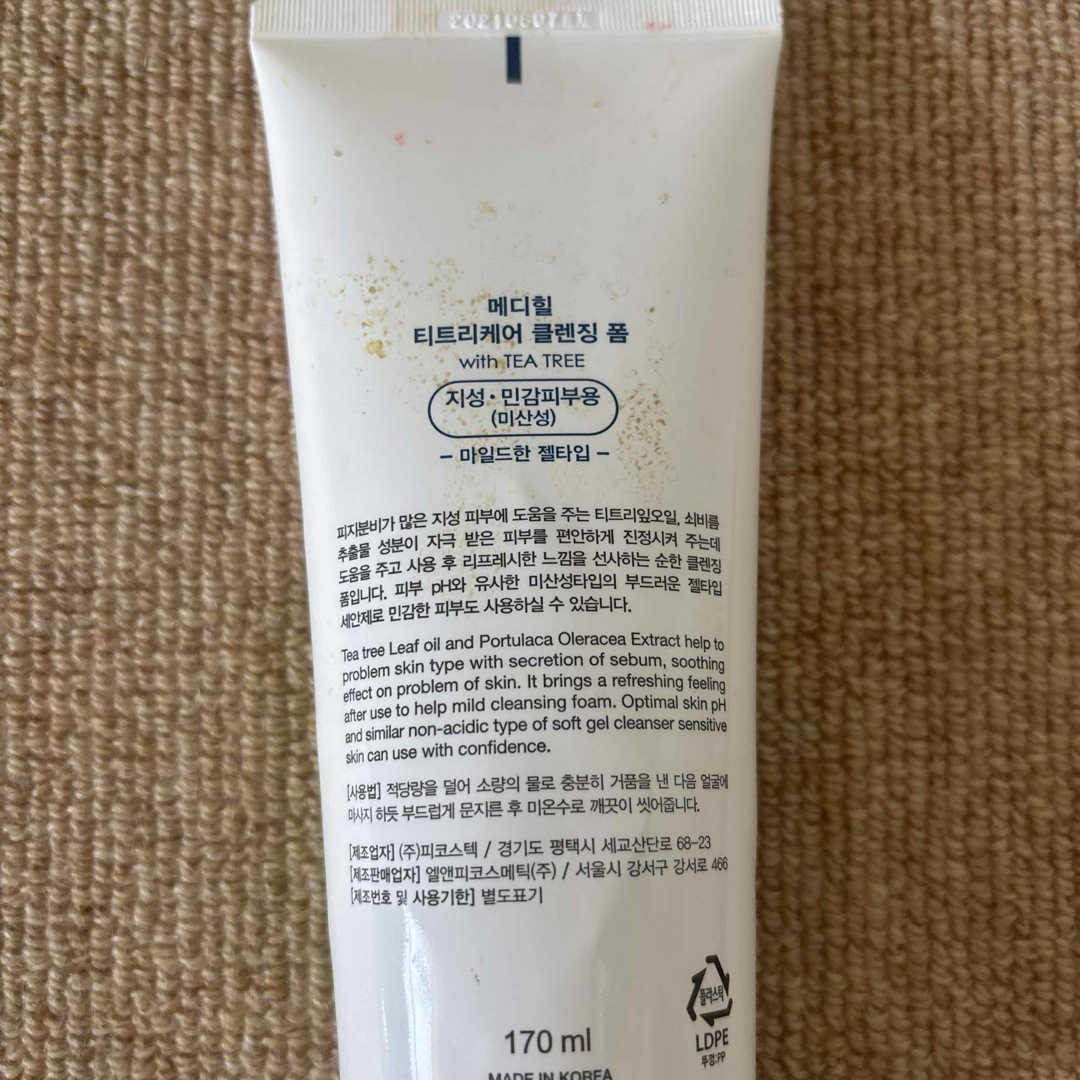 메디힐
티트리케어 클렌징 폼
with TEA TREE
지성·민감피부용
(미산성)
– 마일드한 젤타입 –
피지분비가 많은 지성 피부에 도움을 주는 티트리잎오일, 쇠비름
추출물 성분이 자극 받은 피부를 편안하게 진정시켜 주는데
도움을 주고 사용 후 리프레시한 느낌을 선사하는 순한 클렌징
폼입니다. 피부 pH와 유사한 미산성타입의 부드러운 젤타입
세안제로 민감한 피부도 사용하실 수 있습니다.
Tea tree Leaf oil and Portulaca Oleracea Extract help to
problem skin type with secretion of sebum, soothing
effect on problem of skin. It brings a refreshing feeling
after use to help mild cleansing foam. Optimal skin pH
and similar non-acidic type of soft gel cleanser sensitive
skin can use with confidence.
[사용법] 적당량을 덜어 소량의 물로 충분히 거품을 낸 다음 얼굴에
마사지 하듯 부드럽게 문지른 후 미온수로 깨끗이 씻어줍니다.
[제조업자] (주)피코스텍 / 경기도 평택시 세교산단로 68-23
[제조판매업자] 엘앤피코스메틱(주) / 서울시 강서구 강서로 466
[제조번호 및 사용기한] 별도표기
플라스틱
LDPE
뚜껑:PP
170 ml
MADE IN KOREA